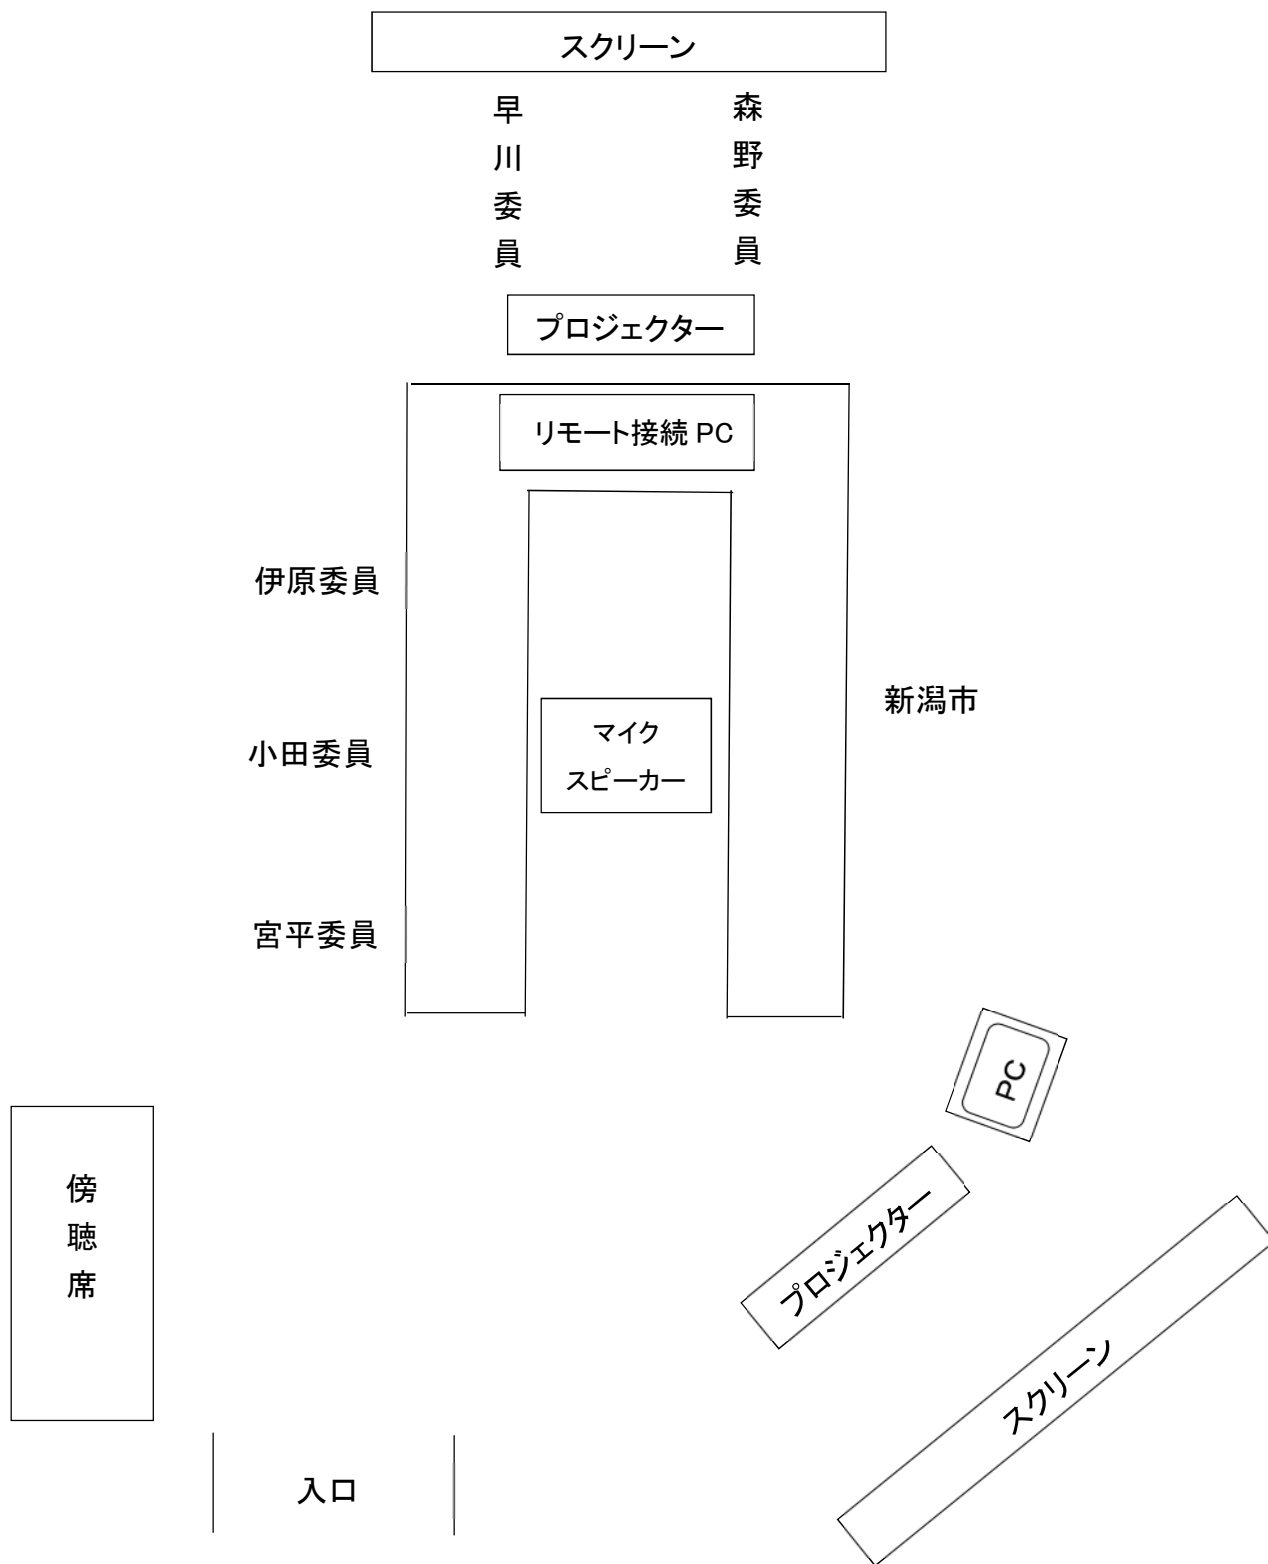 スクリーン
早川委員
森野委員
プロジェクター
リモート接続 PC
伊原委員
新潟市
マイク
スピーカー
小田委員
宮平委員
PC
プロジェクター
傍聴席
スクリーン
入口